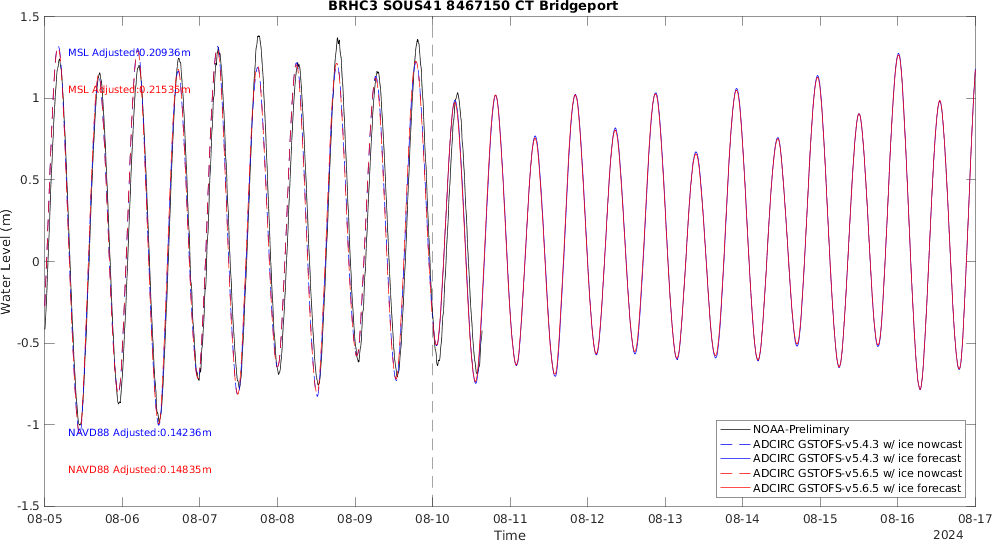 BRHC3 SOUS41 8467150 CT Bridgeport
1.5
1
0.5
0
-0.5
-1
-1.5
Water Level (m)
MSL Adjusted:0.20936m
MSL Adjusted:0.21535m
NAVD88 Adjusted:0.14236m
NAVD88 Adjusted:0.14835m
NOAA-Preliminary
ADCIRC GSTOFS-v5.4.3 w/ ice nowcast
ADCIRC GSTOFS-v5.4.3 w/ ice forecast
ADCIRC GSTOFS-v5.6.5 w/ ice nowcast
ADCIRC GSTOFS-v5.6.5 w/ ice forecast
08-05 08-06 08-07 08-08 08-09 08-10 08-11 08-12 08-13 08-14 08-15 08-16 08-17
Time
2024